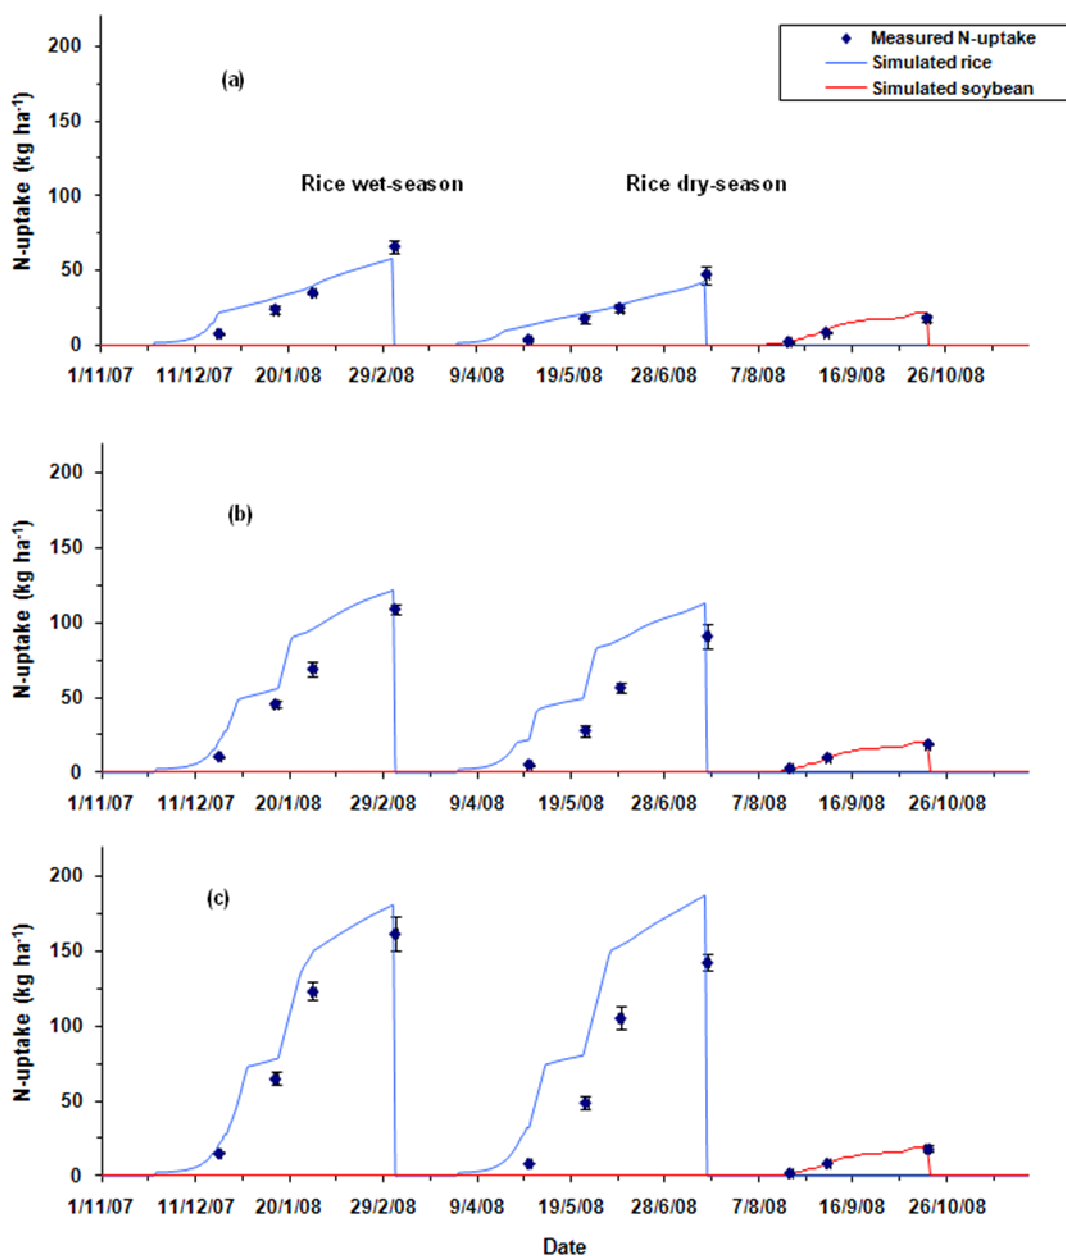 200
150
100
50
0
N-uptake (kg ha⁻¹)
(a)
Measured N-uptake
Simulated rice
Simulated soybean
Rice wet-season Rice dry-season
1/11/07 11/12/07 20/1/08 29/2/08 9/4/08 19/5/08 28/6/08 7/8/08 16/9/08 26/10/08
200
150
100
50
0
N-uptake (kg ha⁻¹)
(b)
1/11/07 11/12/07 20/1/08 29/2/08 9/4/08 19/5/08 28/6/08 7/8/08 16/9/08 26/10/08
200
150
100
50
0
N-uptake (kg ha⁻¹)
(c)
1/11/07 11/12/07 20/1/08 29/2/08 9/4/08 19/5/08 28/6/08 7/8/08 16/9/08 26/10/08
Date